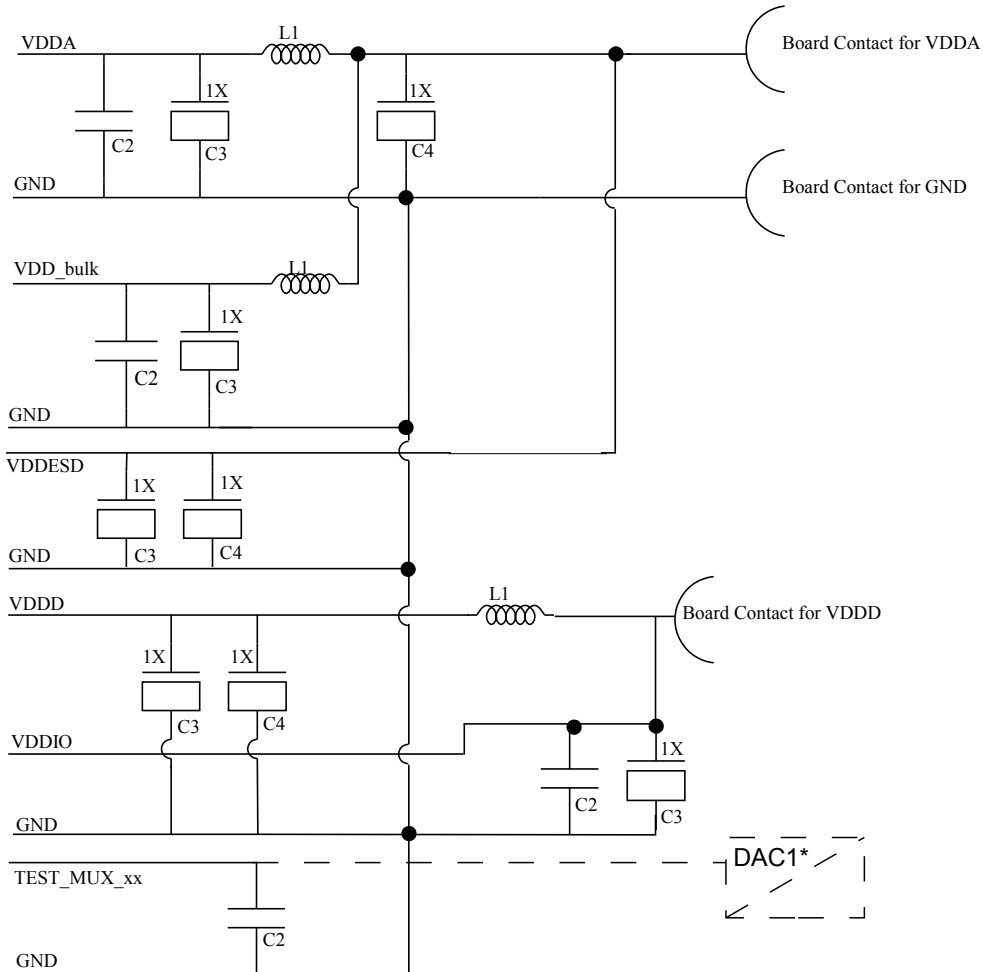 L1
VDDA
Board Contact for VDDA
1X
1X
C2
C3
C4
GND
Board Contact for GND
VDD_bulk
L1
1X
C2
C3
GND
VDDESD
1X
1X
C3
C4
GND
VDDD
L1
Board Contact for VDDD
1X
1X
C3
C4
VDDIO
1X
C2
C3
GND
DAC1*
TEST_MUX_xx
C2
GND